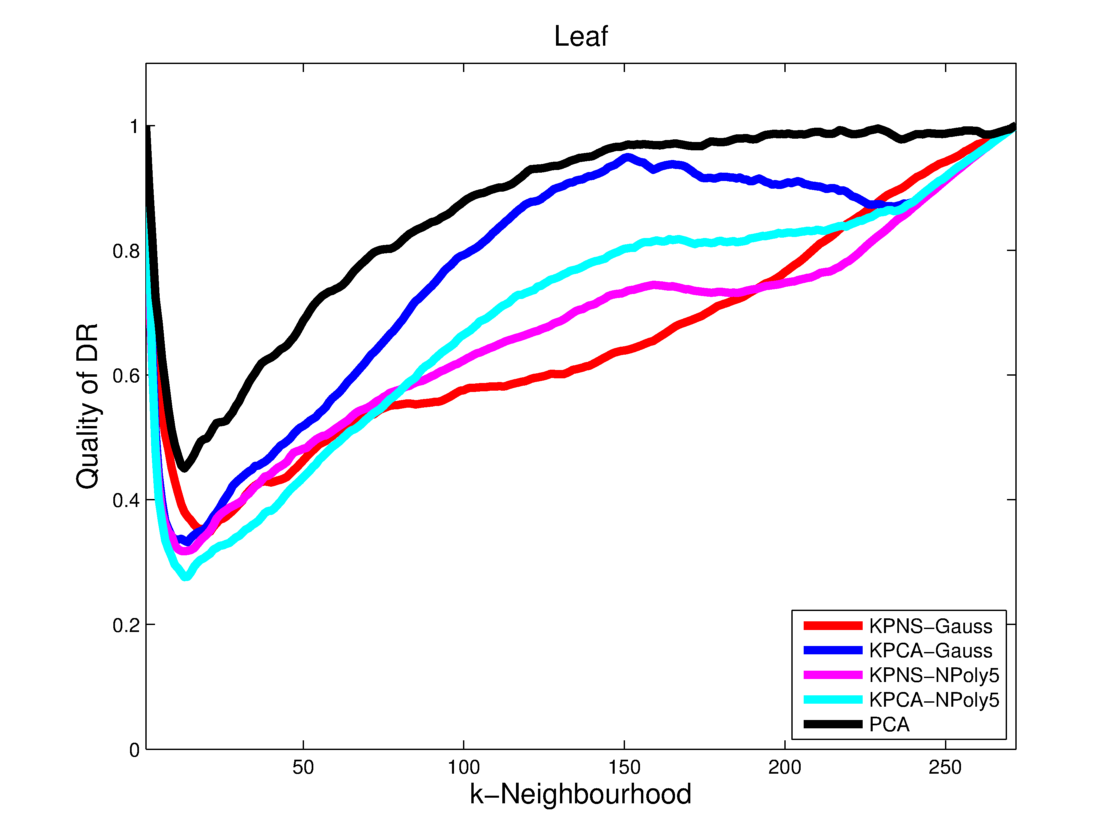 Leaf
Quality of DR
1
0.8
0.6
0.4
0.2
0
50
100
150
200
250
k−Neighbourhood
KPNS−Gauss
KPCA−Gauss
KPNS−NPoly5
KPCA−NPoly5
PCA